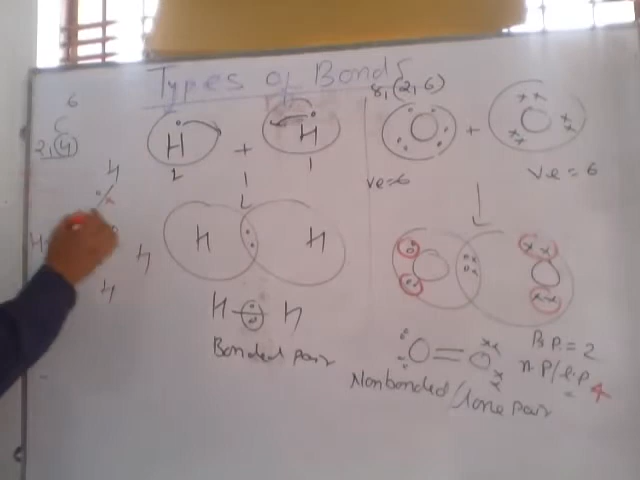 Types of Bonds
6
C
2,(4)
H
H
H
H
H + H
1 1
H H
H H
Bonded pair
8, (2, 6)
O + O
Ve=6
Ve = 6
O O
O = O
B.P. = 2
n.P/l.P = 4
Nonbonded/lone pair